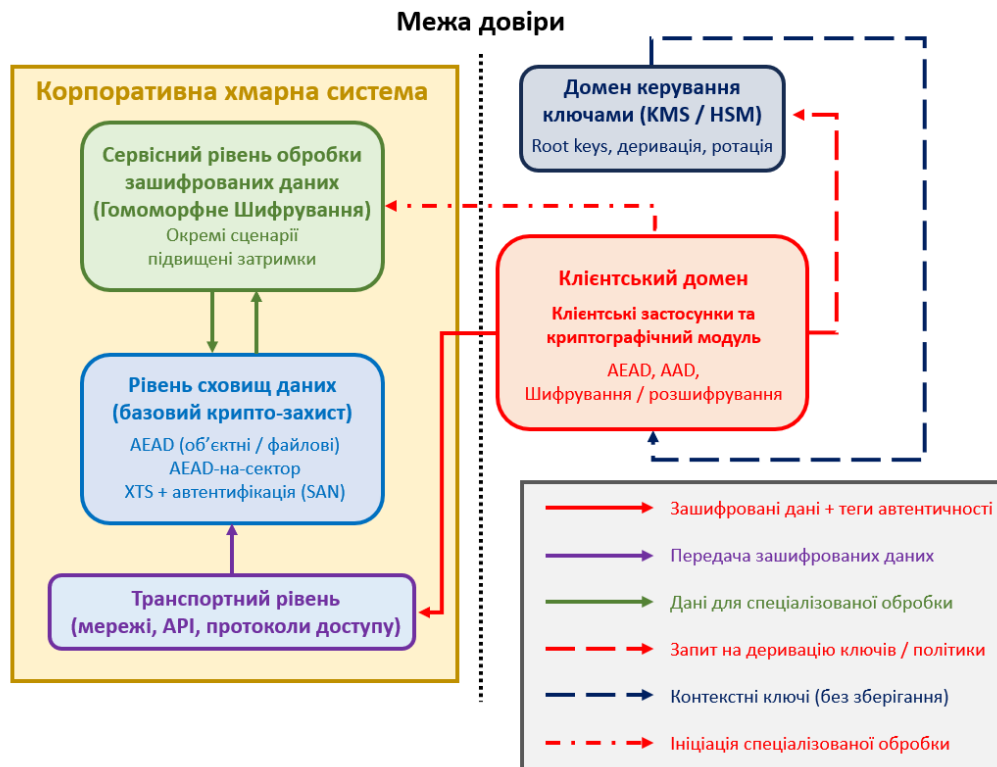 Межа довіри
Корпоративна хмарна система
Сервісний рівень обробки
зашифрованих даних
(Гомоморфне Шифрування)
Окремі сценарії
підвищені затримки
Рівень сховищ даних
(базовий крипто-захист)
AEAD (об’єктні / файлові)
AEAD-на-сектор
XTS + автентифікація (SAN)
Транспортний рівень
(мережі, API, протоколи доступу)
Домен керування
ключами (KMS / HSM)
Root keys, деривація, ротація
Клієнтський домен
Клієнтські застосунки та
криптографічний модуль
AEAD, AAD,
Шифрування / розшифрування
Зашифровані дані + теги автентичності
Передача зашифрованих даних
Дані для спеціалізованої обробки
Запит на деривацію ключів / політики
Контекстні ключі (без зберігання)
Ініціація спеціалізованої обробки